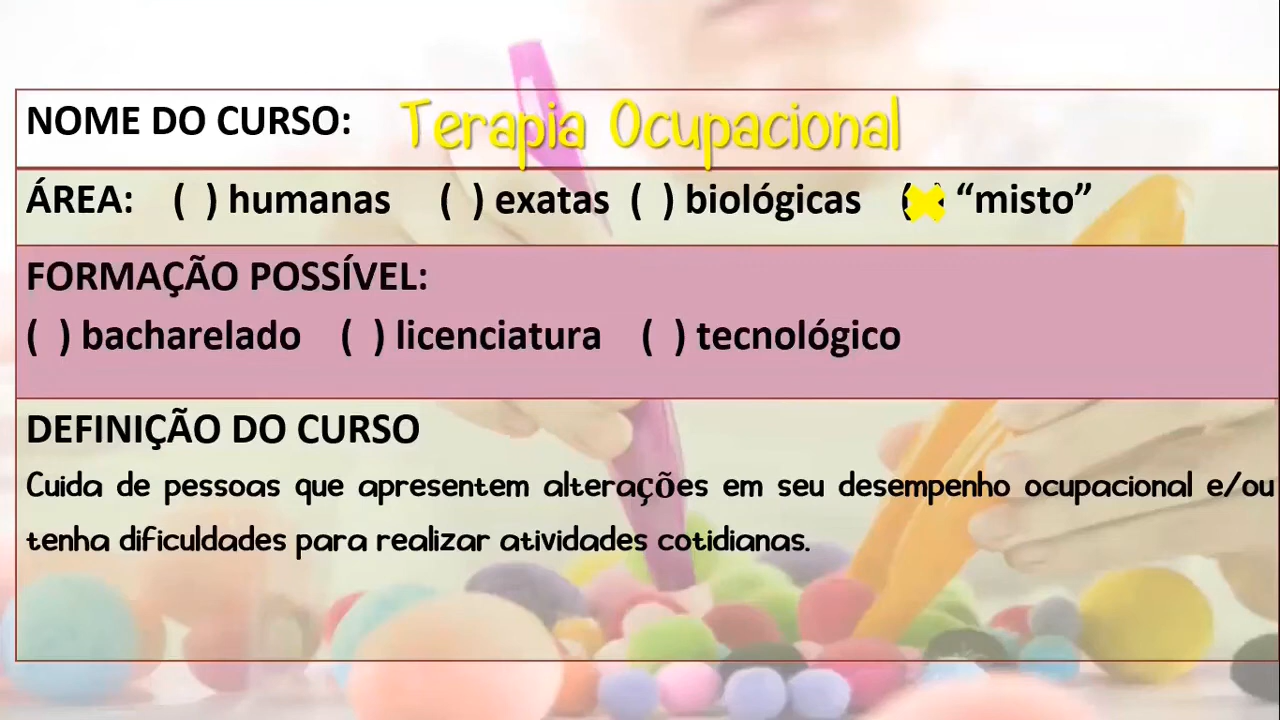 NOME DO CURSO: Terapia Ocupacional
ÁREA: ( ) humanas ( ) exatas ( ) biológicas (✖) “misto”
FORMAÇÃO POSSÍVEL:
( ) bacharelado ( ) licenciatura ( ) tecnológico
DEFINIÇÃO DO CURSO
Cuida de pessoas que apresentem alterações em seu desempenho ocupacional e/ou
tenha dificuldades para realizar atividades cotidianas.